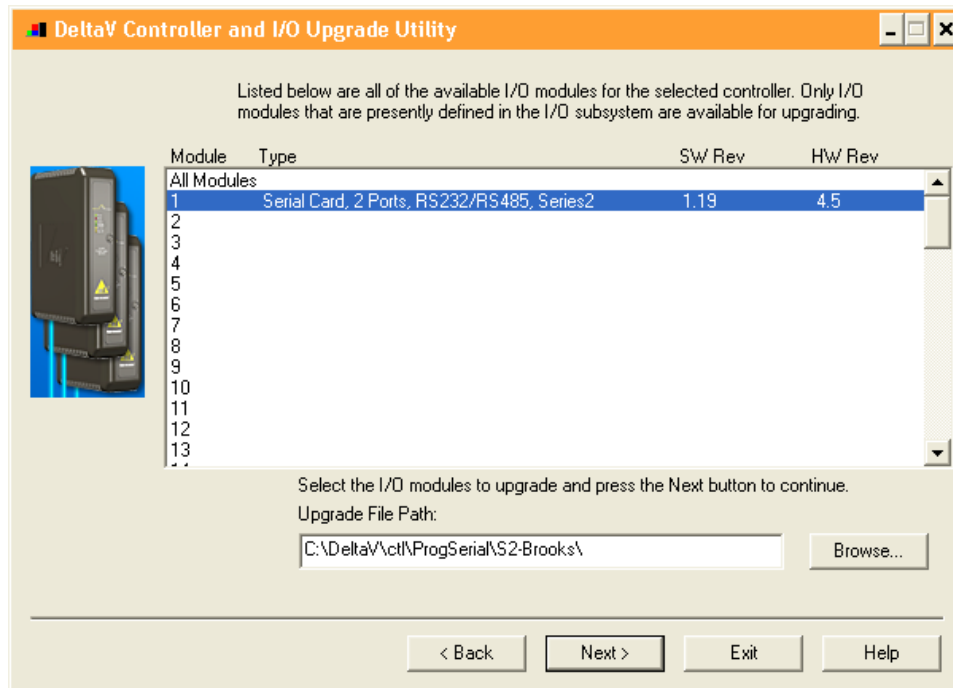 DeltaV Controller and I/O Upgrade Utility
Listed below are all of the available I/O modules for the selected controller. Only I/O
modules that are presently defined in the I/O subsystem are available for upgrading.
Module Type SW Rev HW Rev
All Modules
1 Serial Card, 2 Ports, RS232/RS485, Series2 1.19 4.5
2
3
4
5
6
7
8
9
10
11
12
13
Select the I/O modules to upgrade and press the Next button to continue.
Upgrade File Path:
C:\DeltaV\ctl\ProgSerial\S2-Brooks\
Browse...
< Back Next > Exit Help